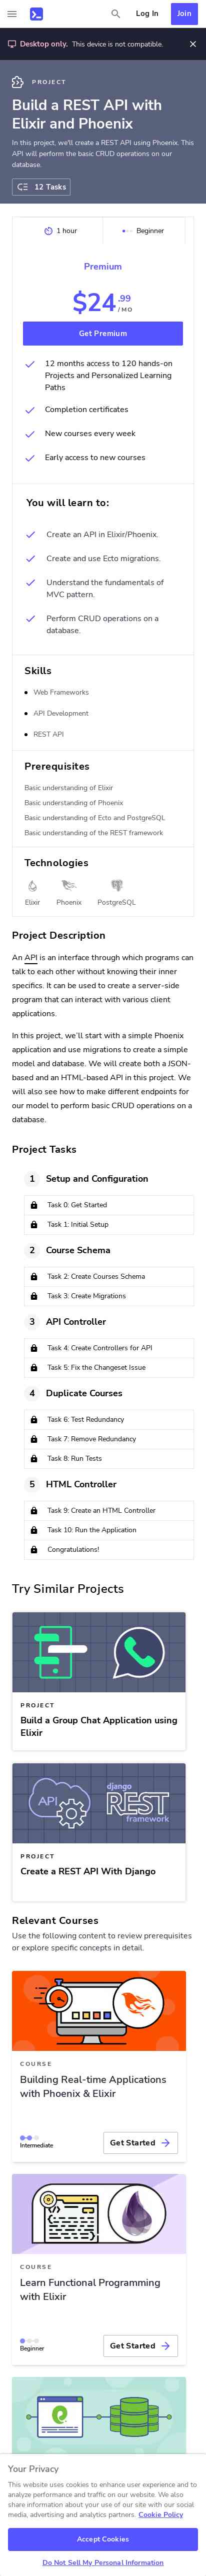 Log In
Join
Desktop only. This device is not compatible.
PROJECT
Build a REST API with
Elixir and Phoenix
In this project, we'll create a REST API using Phoenix. This
API will perform the basic CRUD operations on our
database.
12 Tasks
1 hour
Beginner
Premium
$24.99
/MO
Get Premium
12 months access to 120 hands-on
Projects and Personalized Learning
Paths
Completion certificates
New courses every week
Early access to new courses
You will learn to:
Create an API in Elixir/Phoenix.
Create and use Ecto migrations.
Understand the fundamentals of
MVC pattern.
Perform CRUD operations on a
database.
Skills
Web Frameworks
API Development
REST API
Prerequisites
Basic understanding of Elixir
Basic understanding of Phoenix
Basic understanding of Ecto and PostgreSQL
Basic understanding of the REST framework
Technologies
Elixir
Phoenix
PostgreSQL
Project Description
An API is an interface through which programs can
talk to each other without knowing their inner
specifics. It can be used to create a server-side
program that can interact with various client
applications.
In this project, we'll start with a simple Phoenix
application and use migrations to create a simple
model and database. We will create both a JSON-
based and an HTML-based API in this project. We
will also see how to make different endpoints for
our model to perform basic CRUD operations on a
database.
Project Tasks
1 Setup and Configuration
Task 0: Get Started
Task 1: Initial Setup
2 Course Schema
Task 2: Create Courses Schema
Task 3: Create Migrations
3 API Controller
Task 4: Create Controllers for API
Task 5: Fix the Changeset Issue
4 Duplicate Courses
Task 6: Test Redundancy
Task 7: Remove Redundancy
Task 8: Run Tests
5 HTML Controller
Task 9: Create an HTML Controller
Task 10: Run the Application
Congratulations!
Try Similar Projects
PROJECT
Build a Group Chat Application using
Elixir
API
django
REST
framework
PROJECT
Create a REST API With Django
Relevant Courses
Use the following content to review prerequisites
or explore specific concepts in detail.
COURSE
Building Real-time Applications
with Phoenix & Elixir
Intermediate
Get Started
COURSE
Learn Functional Programming
with Elixir
Beginner
Get Started
Your Privacy
This website uses cookies to enhance user experience and to
analyze performance and traffic on our website. We also
share information about your use of our site with our social
media, advertising and analytics partners. Cookie Policy
Accept Cookies
Do Not Sell My Personal Information